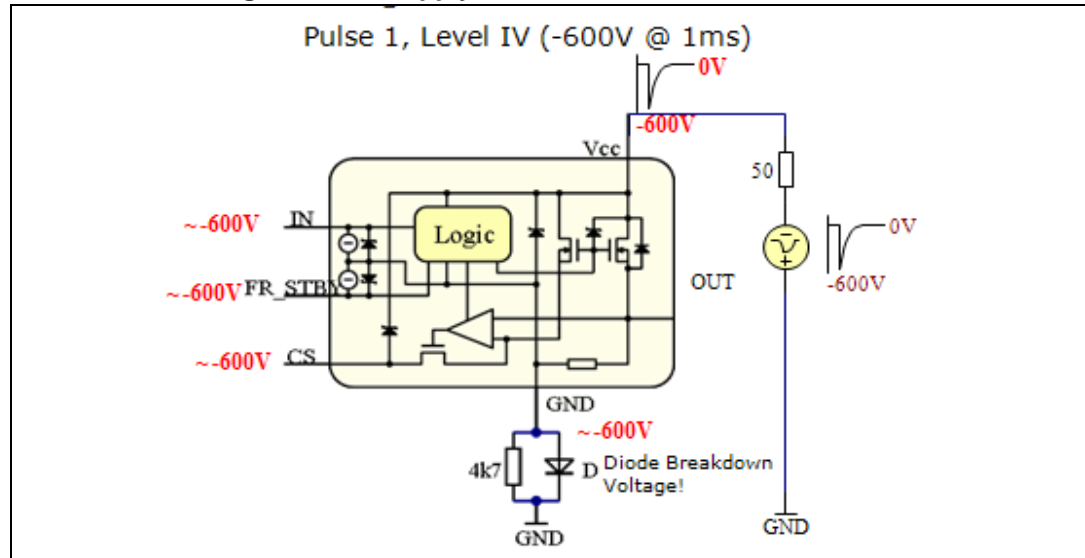 Pulse 1, Level IV (-600V @ 1ms)
0V
-600V
Vcc
50
~-600V
IN
Logic
0V
-600V
~-600V
FR_STBY
OUT
~-600V
CS
GND
~-600V
4k7
D
Diode Breakdown
Voltage!
GND
GND